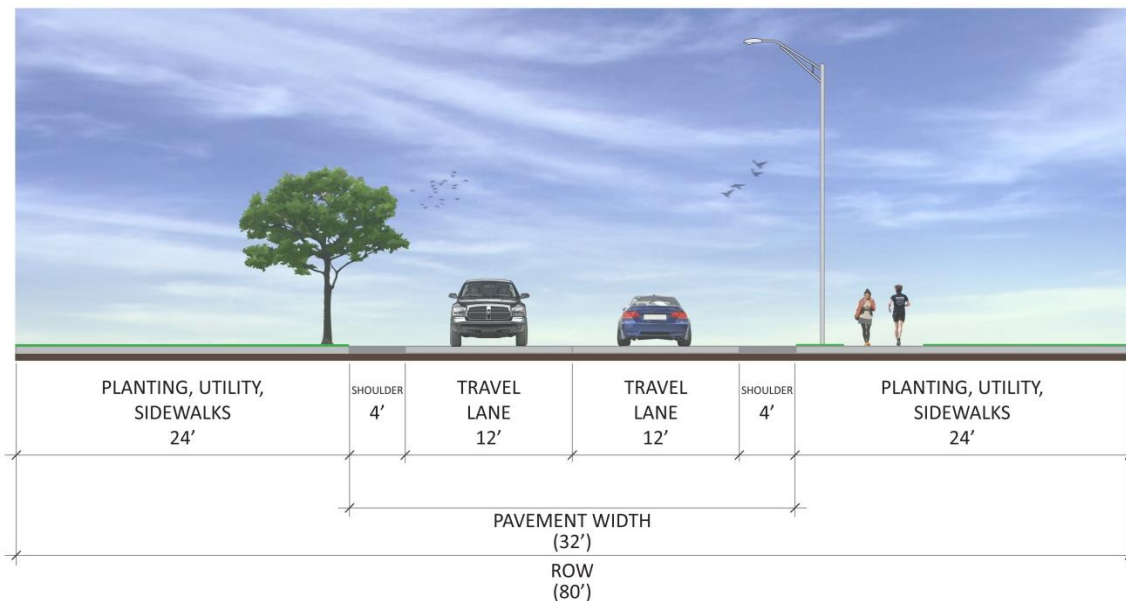 PLANTING, UTILITY,
SIDEWALKS
24’
SHOULDER
4’
TRAVEL
LANE
12’
TRAVEL
LANE
12’
SHOULDER
4’
PLANTING, UTILITY,
SIDEWALKS
24’
PAVEMENT WIDTH
(32’)
ROW
(80’)